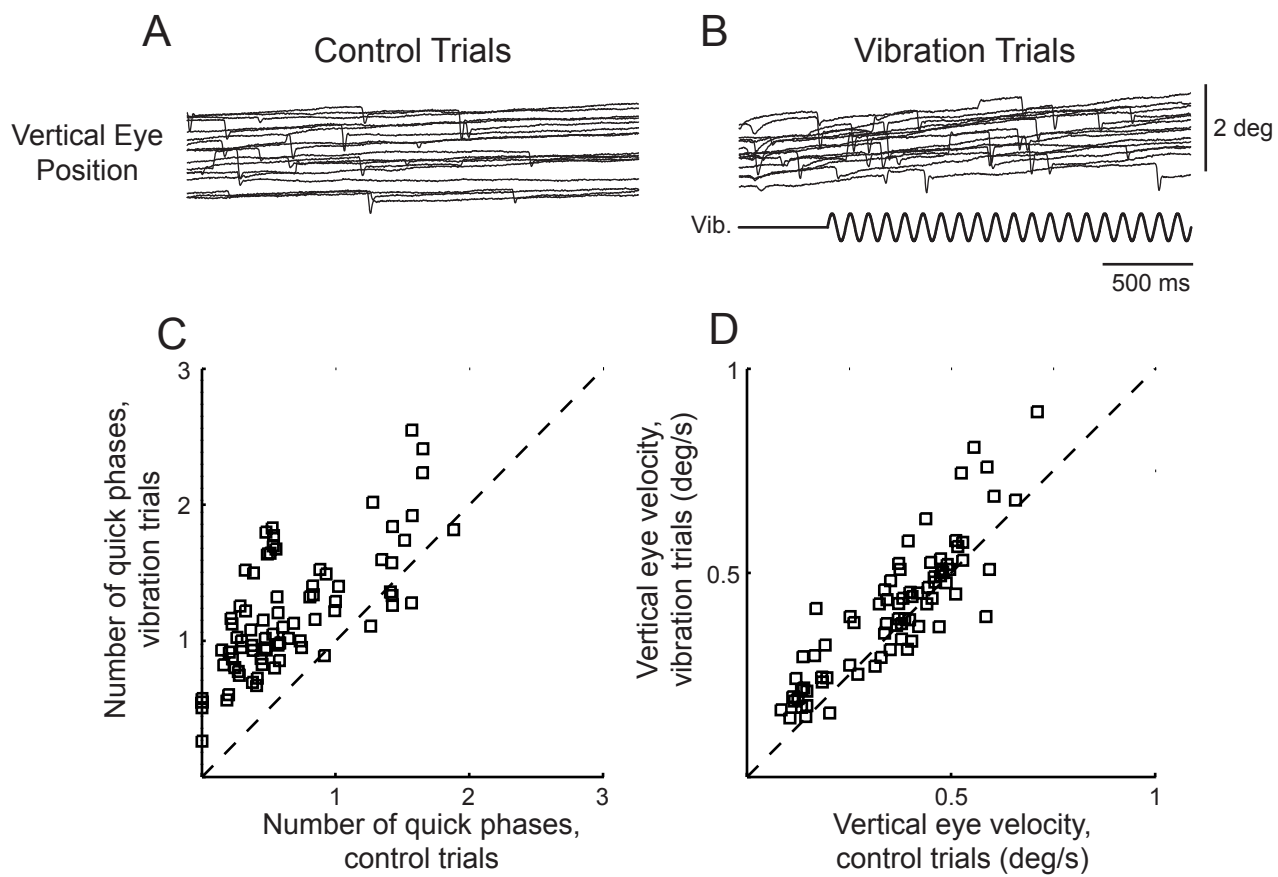 A
Control Trials
B
Vibration Trials
Vertical Eye
Position
2 deg
Vib.
500 ms
C
Number of quick phases,
vibration trials
3
2
1
1
2
3
Number of quick phases,
control trials
D
Vertical eye velocity,
vibration trials (deg/s)
1
0.5
0.5
1
Vertical eye velocity,
control trials (deg/s)